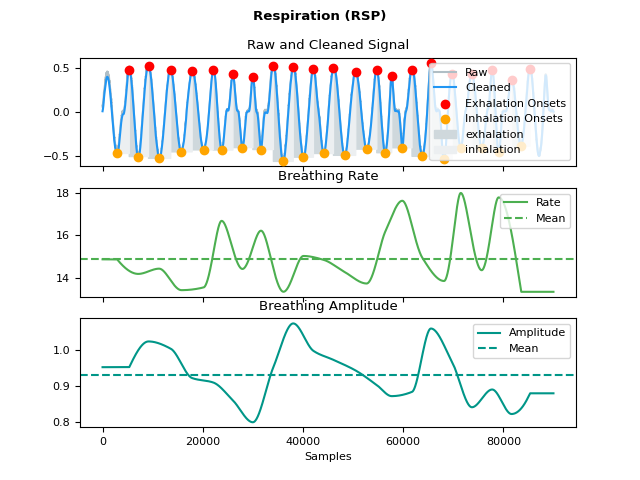 Respiration (RSP)
Raw and Cleaned Signal
0.5
0.0
−0.5
Raw
Cleaned
Exhalation Onsets
Inhalation Onsets
exhalation
inhalation
Breathing Rate
18
16
14
Rate
Mean
Breathing Amplitude
1.0
0.9
0.8
Amplitude
Mean
0 20000 40000 60000 80000
Samples